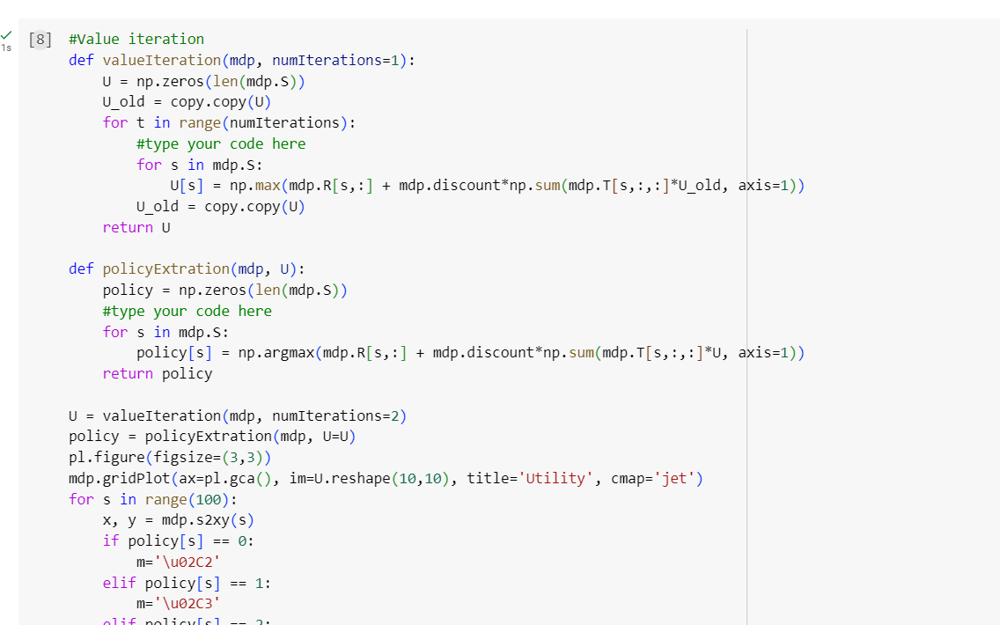 [8] #Value iteration
1s
def valueIteration(mdp, numIterations=1):
    U = np.zeros(len(mdp.S))
    U_old = copy.copy(U)
    for t in range(numIterations):
        #type your code here
        for s in mdp.S:
            U[s] = np.max(mdp.R[s,:] + mdp.discount*np.sum(mdp.T[s,:,:]*U_old, axis=1))
        U_old = copy.copy(U)
    return U

def policyExtration(mdp, U):
    policy = np.zeros(len(mdp.S))
    #type your code here
    for s in mdp.S:
        policy[s] = np.argmax(mdp.R[s,:] + mdp.discount*np.sum(mdp.T[s,:,:]*U, axis=1))
    return policy

U = valueIteration(mdp, numIterations=2)
policy = policyExtration(mdp, U=U)
pl.figure(figsize=(3,3))
mdp.gridPlot(ax=pl.gca(), im=U.reshape(10,10), title='Utility', cmap='jet')
for s in range(100):
    x, y = mdp.s2xy(s)
    if policy[s] == 0:
        m='\u02C2'
    elif policy[s] == 1:
        m='\u02C3'
    elif policy[s] == 2: